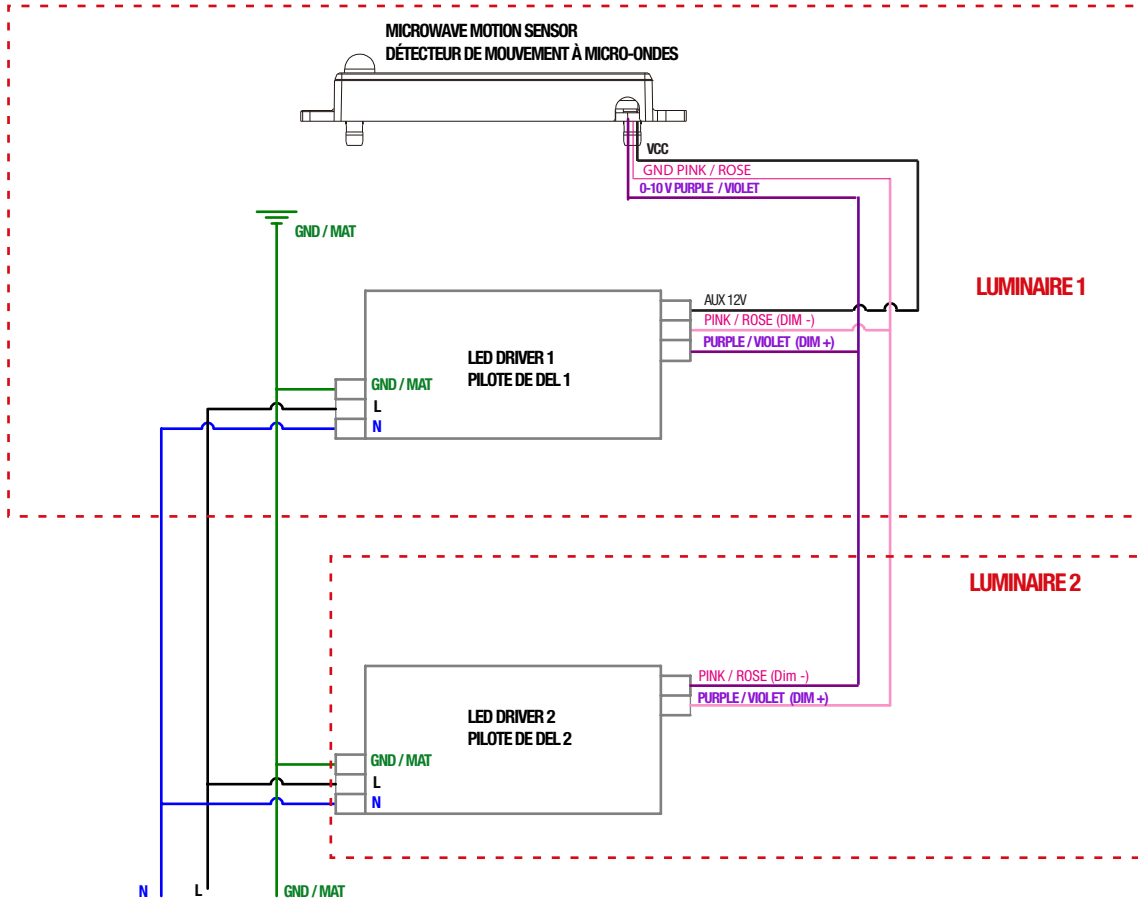 MICROWAVE MOTION SENSOR
DÉTECTEUR DE MOUVEMENT À MICRO-ONDES
VCC
GND PINK / ROSE
0-10 V PURPLE / VIOLET
GND / MAT
LUMINAIRE 1
AUX 12V
PINK / ROSE (DIM -)
PURPLE / VIOLET (DIM +)
LED DRIVER 1
PILOTE DE DEL 1
GND / MAT
L
N
LUMINAIRE 2
PINK / ROSE (Dim -)
PURPLE / VIOLET (DIM +)
LED DRIVER 2
PILOTE DE DEL 2
GND / MAT
L
N
N
L
GND / MAT